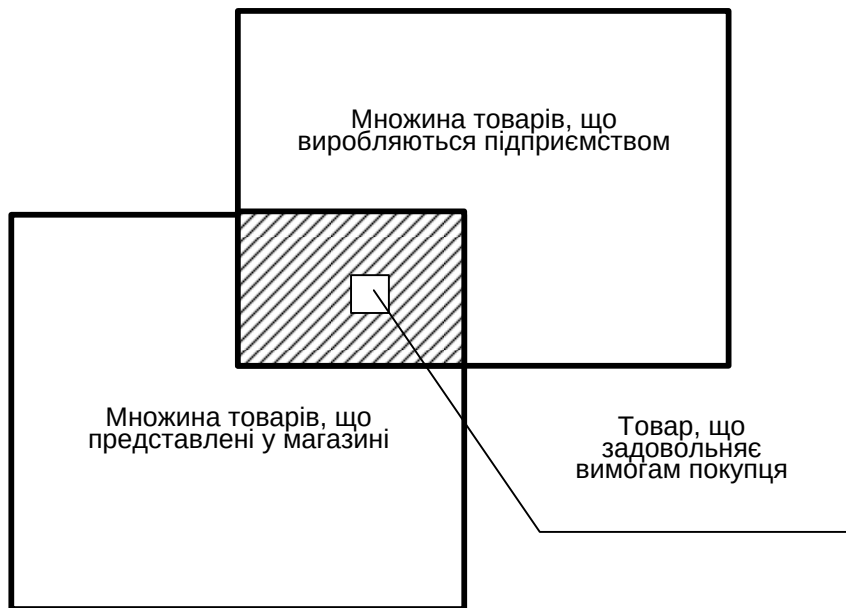 Множина товарів, що
виробляються підприємством
Множина товарів, що
представлені у магазині
Товар, що
задовольняє
вимогам покупця